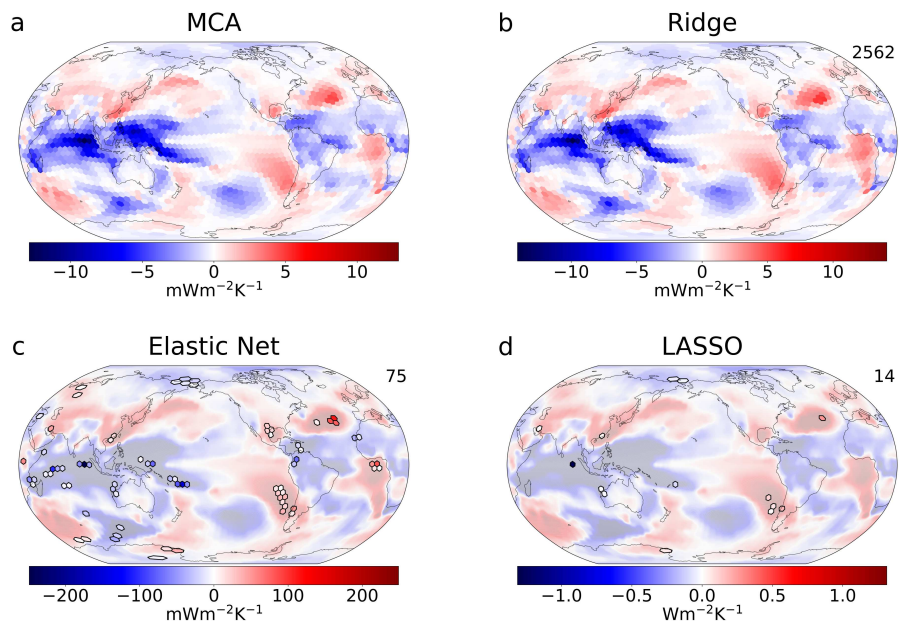 a MCA
−10 −5 0 5 10
mWm−2K−1
b Ridge
2562
−10 −5 0 5 10
mWm−2K−1
c Elastic Net
75
−200 −100 0 100 200
mWm−2K−1
d LASSO
14
−1.0 −0.5 0.0 0.5 1.0
Wm−2K−1